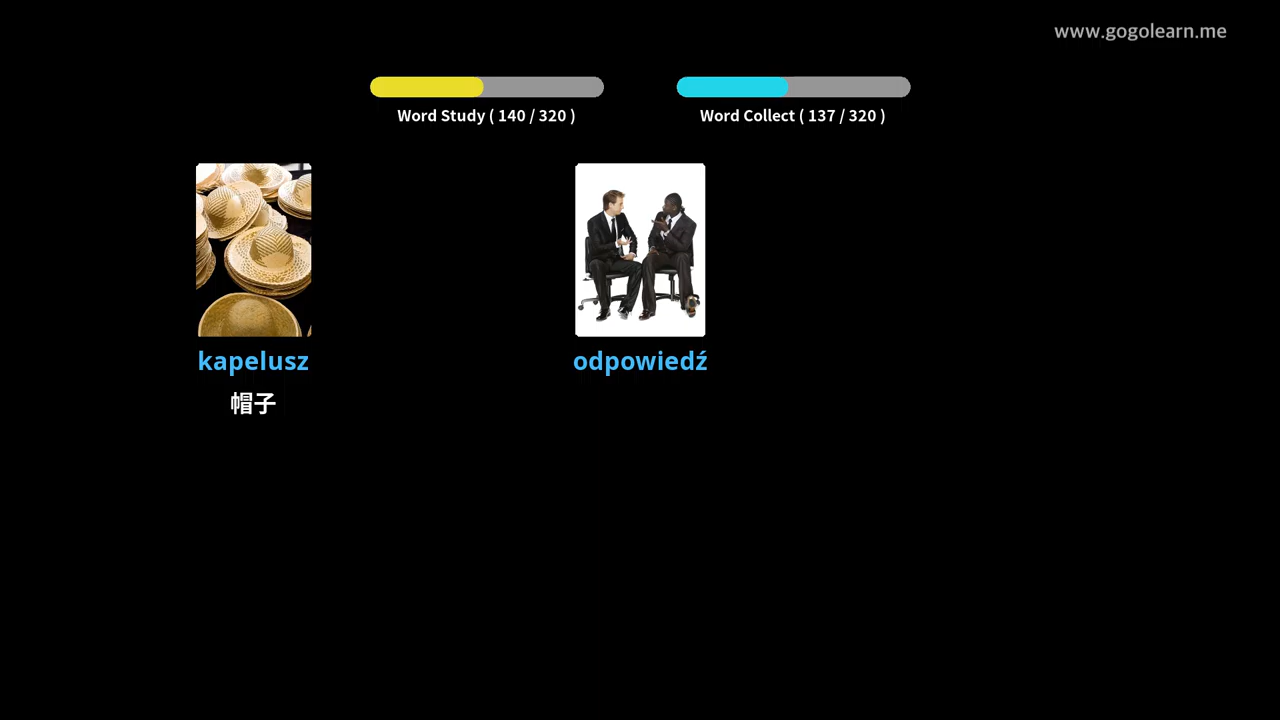 www.gogolearn.me
Word Study ( 140 / 320 )
Word Collect ( 137 / 320 )
kapelusz
帽子
odpowiedź